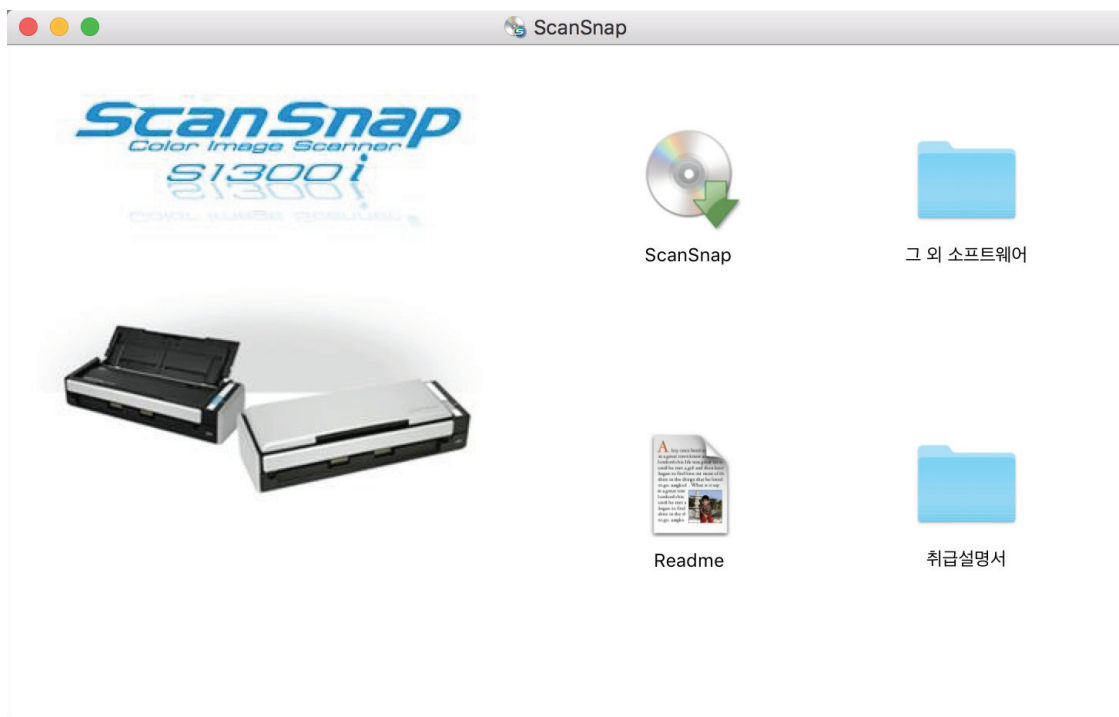 ScanSnap
ScanSnap
Color Image Scanner
S1300i
ScanSnap
그 외 소프트웨어
Readme
취급설명서